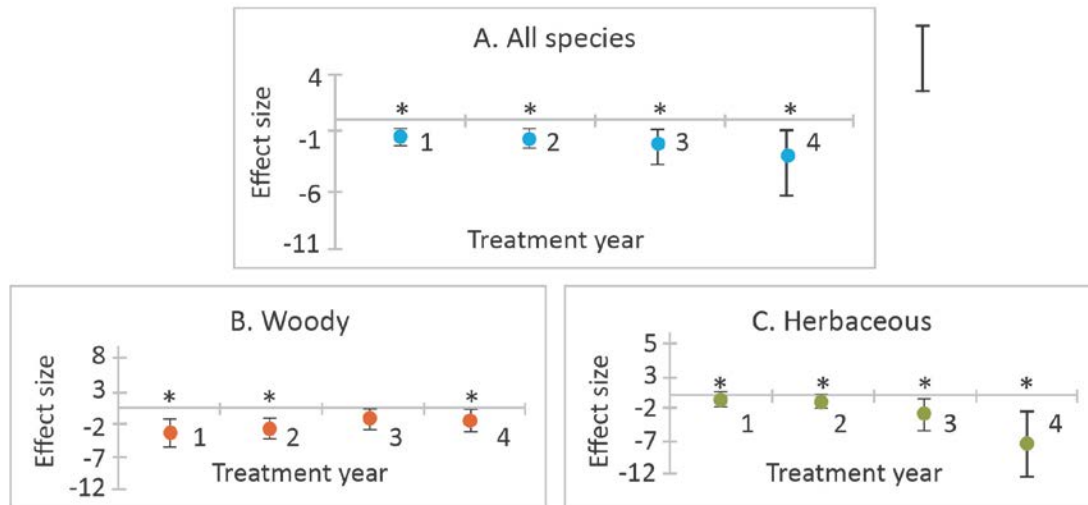 A. All species
Effect size
4
-1
-6
-11
* * * *
1 2 3 4
Treatment year
B. Woody
Effect size
8
3
-2
-7
-12
* * *
1 2 3 4
Treatment year
C. Herbaceous
Effect size
5
3
-2
-7
-12
* * * *
1 2 3 4
Treatment year